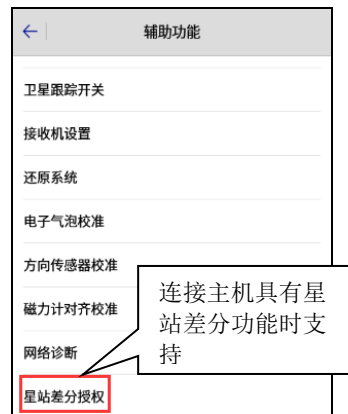 辅助功能
卫星跟踪开关
接收机设置
还原系统
电子气泡校准
方向传感器校准
磁力计对齐校准
网络诊断
星站差分授权
连接主机具有星
站差分功能时支
持